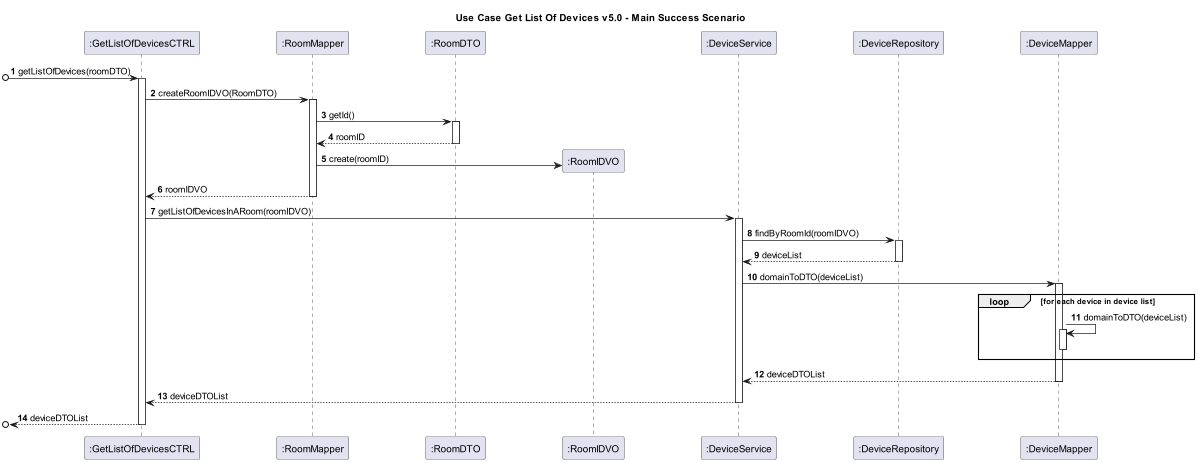 Use Case Get List Of Devices v5.0 - Main Success Scenario
:GetListOfDevicesCTRL :RoomMapper :RoomDTO :DeviceService :DeviceRepository :DeviceMapper
1 getListOfDevices(roomDTO)
2 createRoomIDVO(RoomDTO)
3 getId()
4 roomID
5 create(roomID) :RoomIDVO
6 roomIDVO
7 getListOfDevicesInARoom(roomIDVO)
8 findByRoomId(roomIDVO)
9 deviceList
10 domainToDTO(deviceList)
loop [for each device in device list]
11 domainToDTO(deviceList)
12 deviceDTOList
13 deviceDTOList
14 deviceDTOList
:GetListOfDevicesCTRL :RoomMapper :RoomDTO :RoomIDVO :DeviceService :DeviceRepository :DeviceMapper